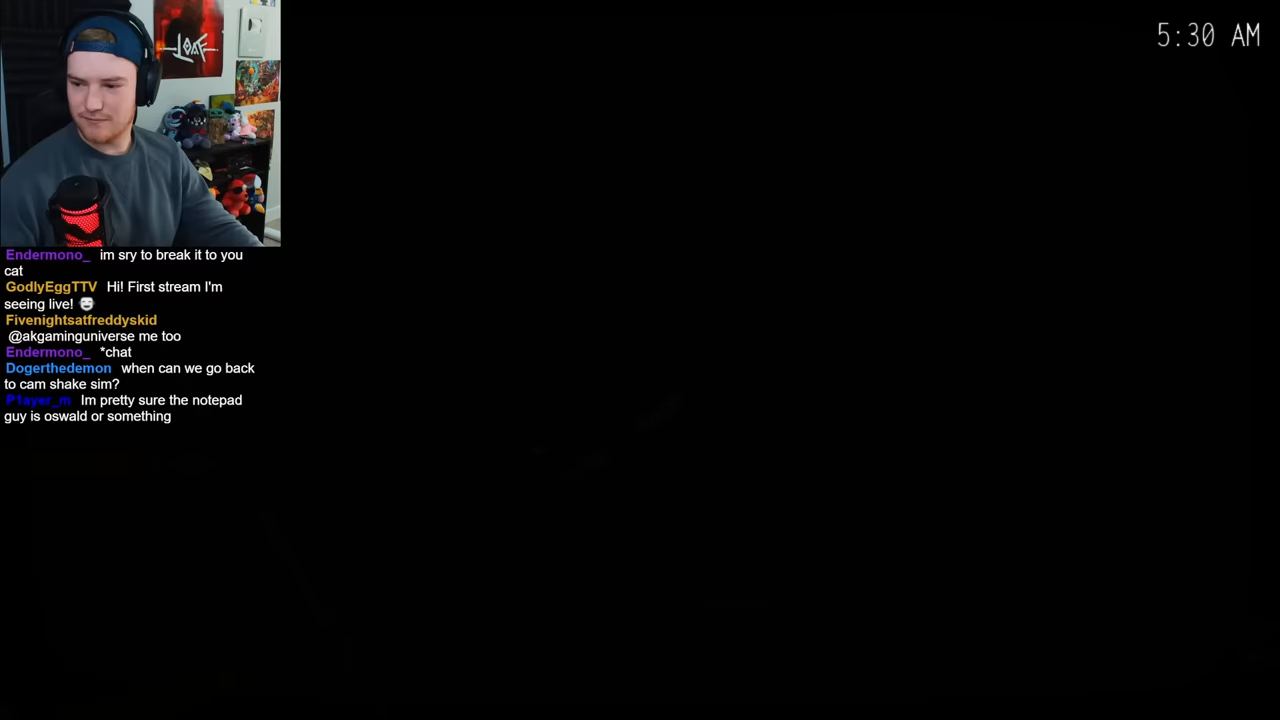 5:30 AM
LOAF
Endermono_ im sry to break it to you
cat
GodlyEggTTV Hi! First stream I'm
seeing live!
Fivenightsatfreddyskid
@akgaminguniverse me too
Endermono_ *chat
Dogerthedemon when can we go back
to cam shake sim?
P1ayer_m Im pretty sure the notepad
guy is oswald or something